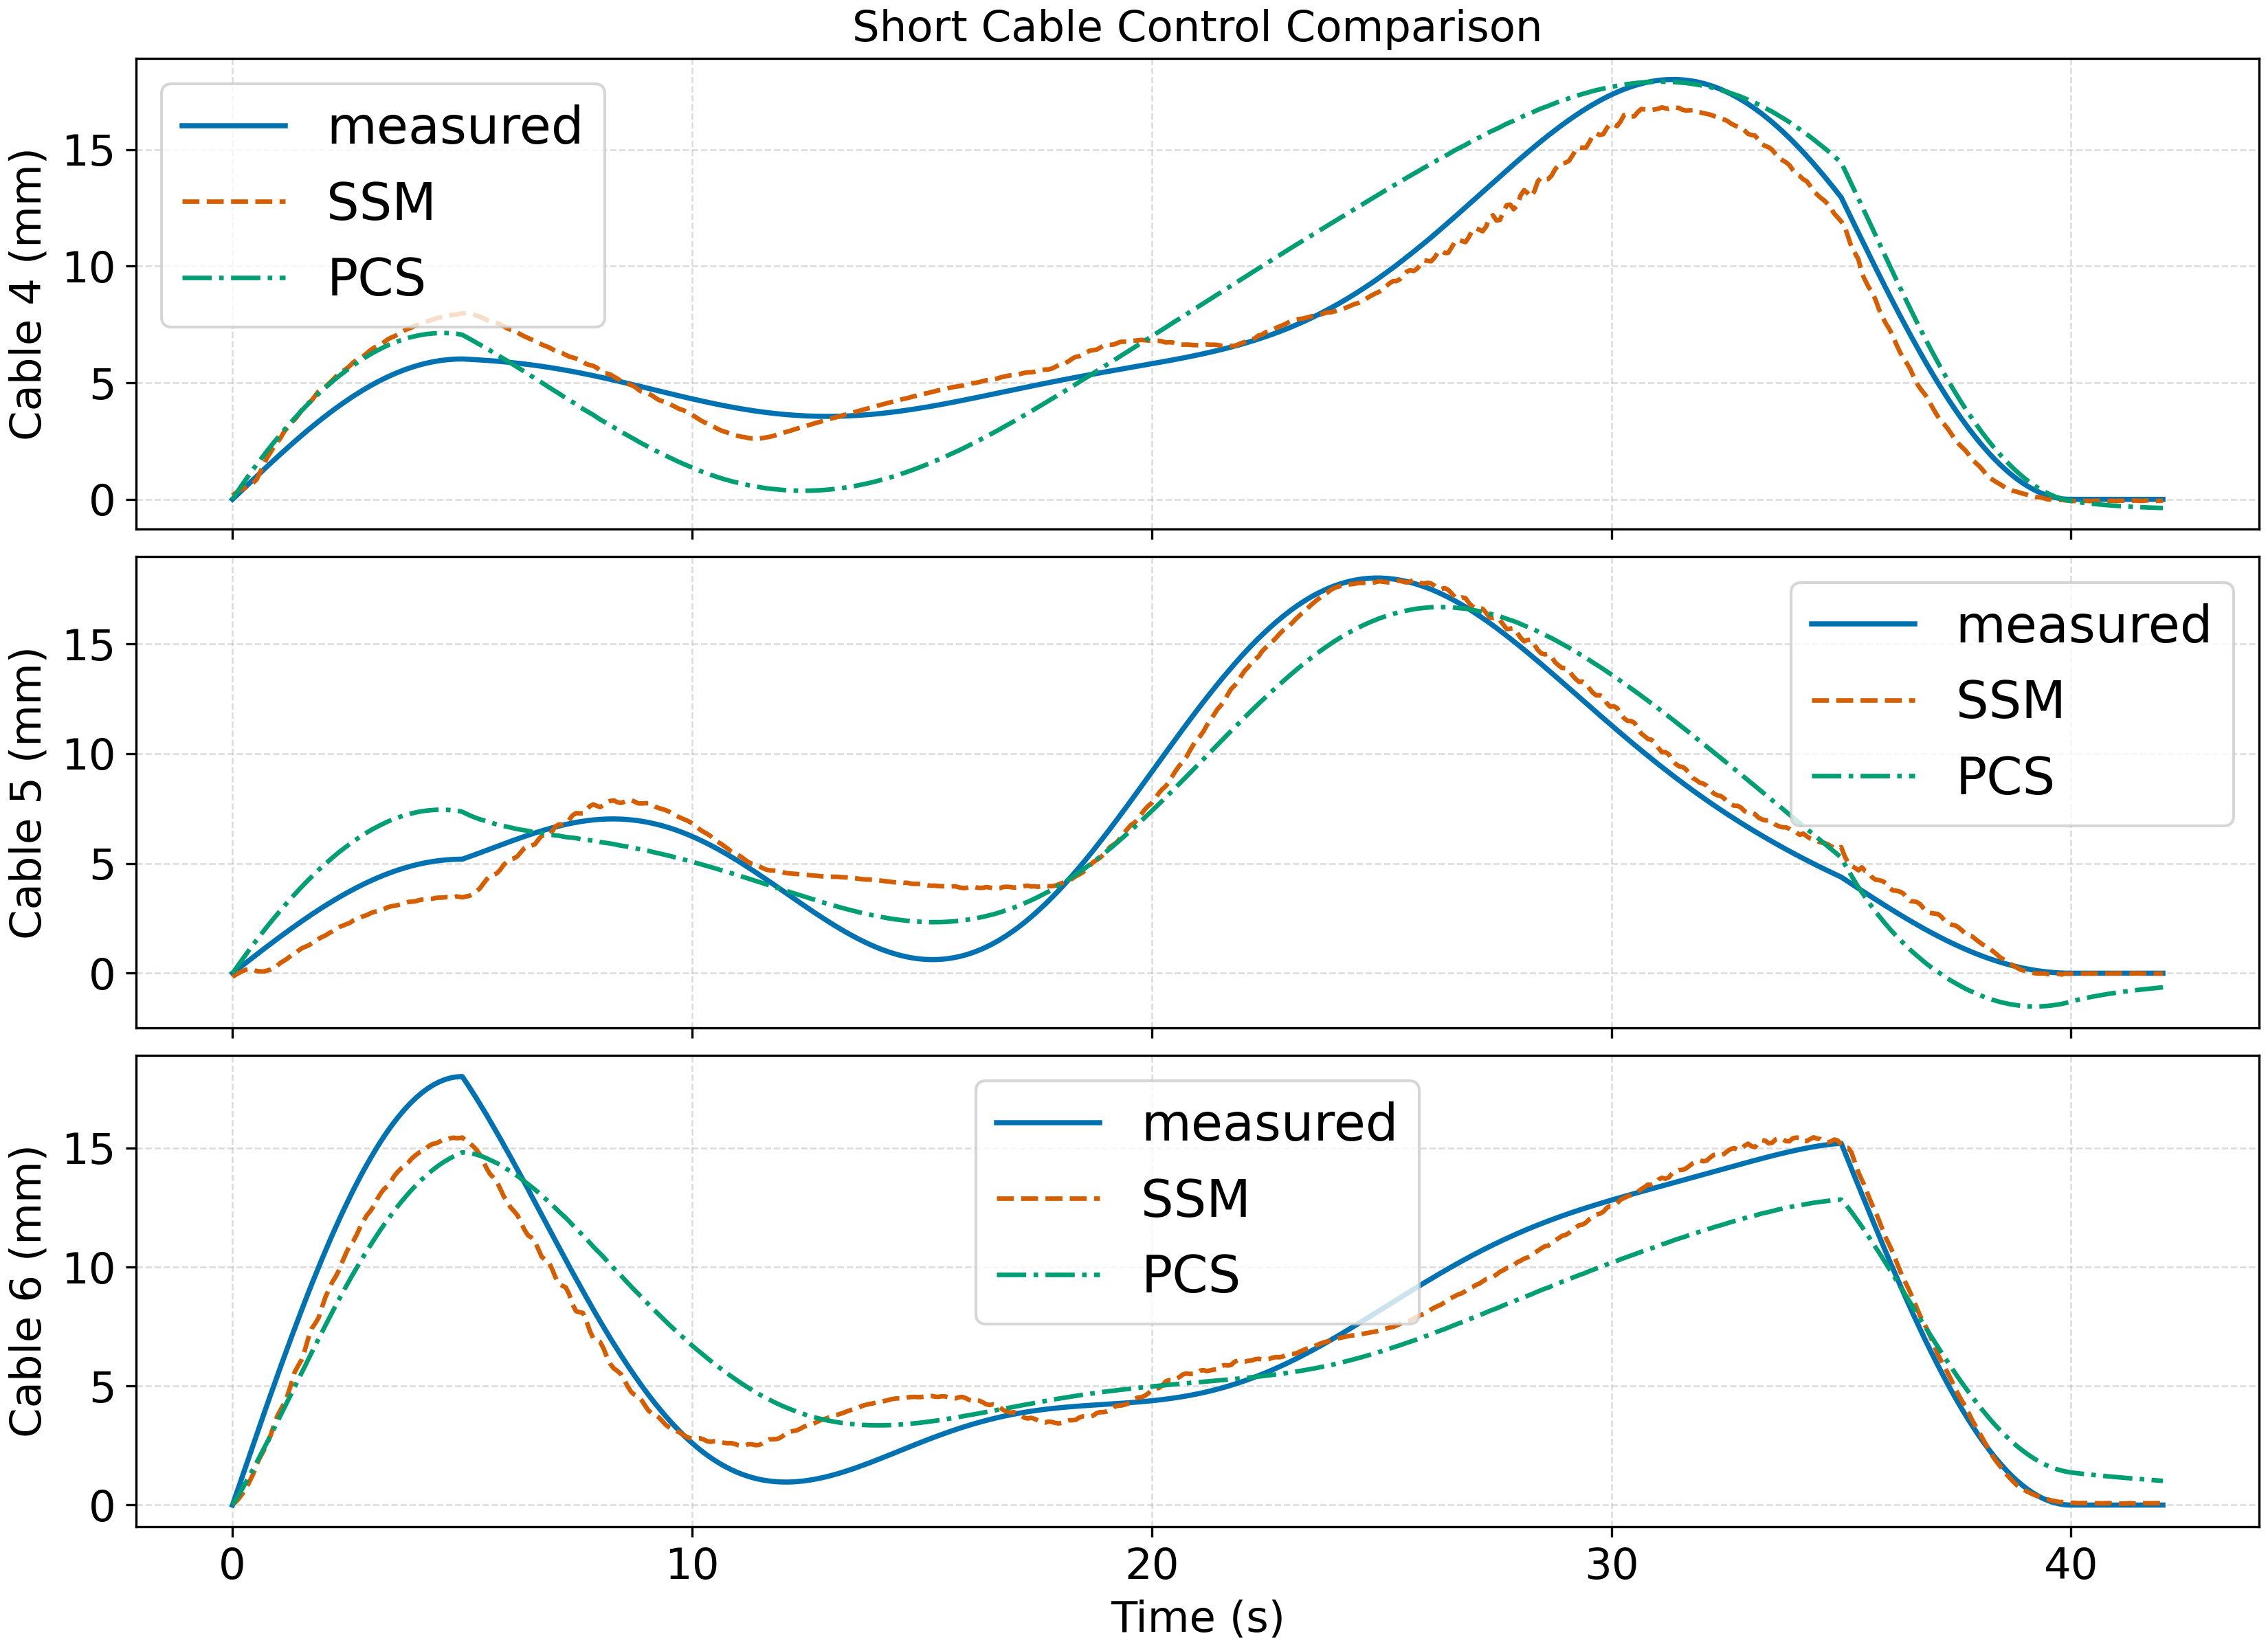 Short Cable Control Comparison
Cable 4 (mm)
15
10
5
0
measured
SSM
PCS
Cable 5 (mm)
15
10
5
0
measured
SSM
PCS
Cable 6 (mm)
15
10
5
0
measured
SSM
PCS
0 10 20 30 40
Time (s)